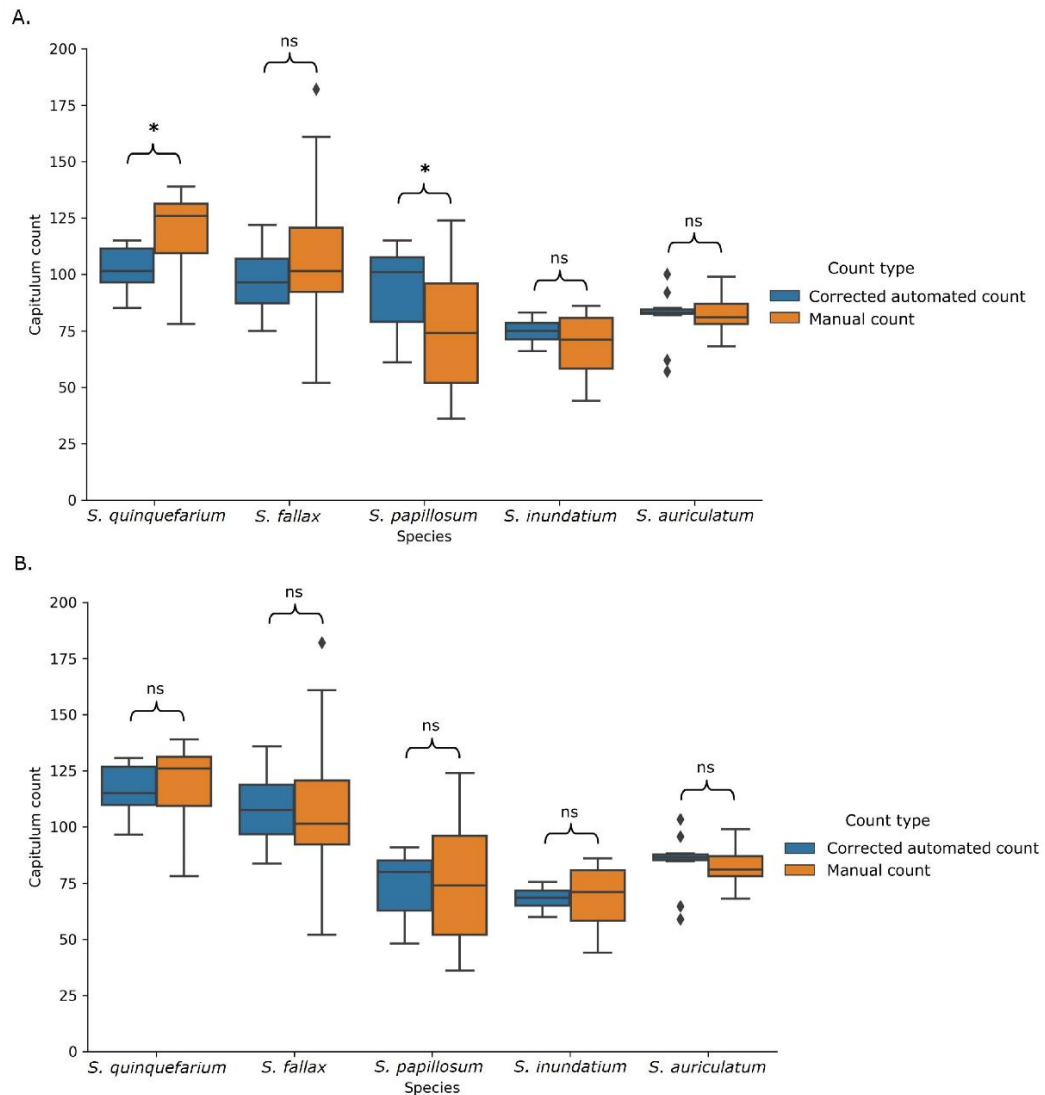 A.
200
175
150
125
100
75
50
25
0
Capitulum count
*
ns
*
ns
ns
Count type
Corrected automated count
Manual count
S. quinquefarium S. fallax S. papillosum S. inundatium S. auriculatum
Species
B.
200
175
150
125
100
75
50
25
0
Capitulum count
ns
ns
ns
ns
ns
Count type
Corrected automated count
Manual count
S. quinquefarium S. fallax S. papillosum S. inundatium S. auriculatum
Species